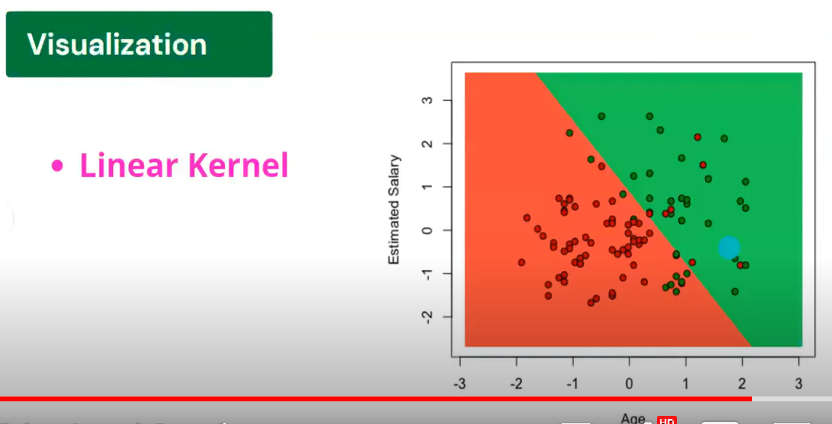 Visualization
• Linear Kernel
Estimated Salary
3
2
1
0
-1
-2
-3 -2 -1 0 1 2 3
Age
HD